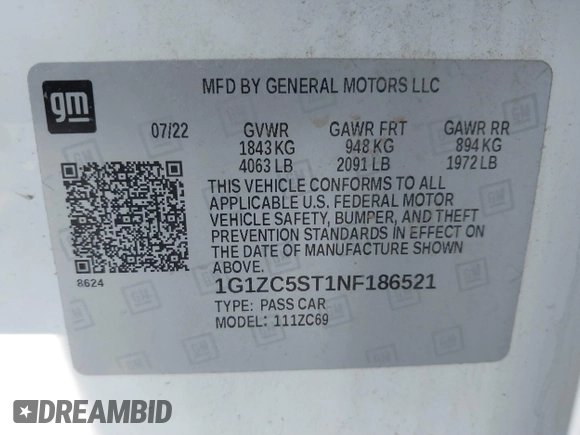 gm
MFD BY GENERAL MOTORS LLC
07/22 GVWR GAWR FRT GAWR RR
1843 KG 948 KG 894 KG
4063 LB 2091 LB 1972 LB
THIS VEHICLE CONFORMS TO ALL
APPLICABLE U.S. FEDERAL MOTOR
VEHICLE SAFETY, BUMPER, AND THEFT
PREVENTION STANDARDS IN EFFECT ON
THE DATE OF MANUFACTURE SHOWN
ABOVE.
8624
1G1ZC5ST1NF186521
TYPE: PASS CAR
MODEL: 111ZC69
DREAMBID